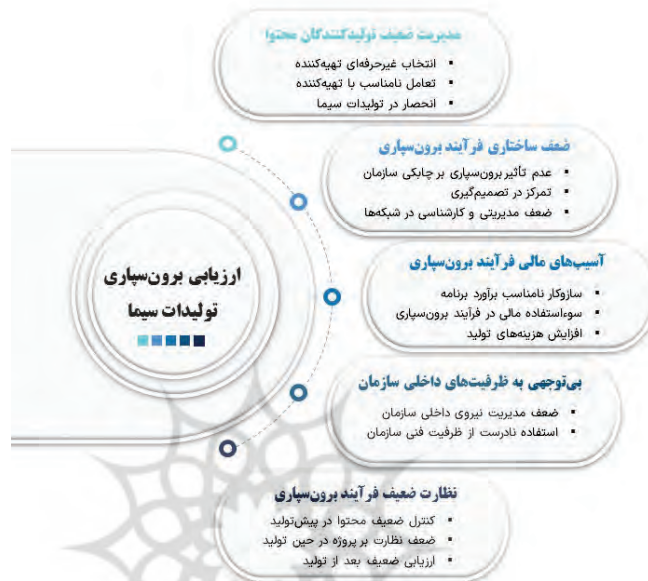 مدیریت ضعیف تولیدکنندگان محتوا
انتخاب غیرحرفه‌ای تهیه‌کننده
تعامل نامناسب با تهیه‌کننده
انحصار در تولیدات سیما
ضعف ساختاری فرآیند برون‌سپاری
عدم تأثیر برون‌سپاری بر چابکی سازمان
تمرکز در تصمیم‌گیری
ضعف مدیریتی و کارشناسی در شبکه‌ها
آسیب‌های مالی فرآیند برون‌سپاری
سازوکار نامناسب برآورد برنامه
سوءاستفاده مالی در فرآیند برون‌سپاری
افزایش هزینه‌های تولید
بی‌توجهی به ظرفیت‌های داخلی سازمان
ضعف مدیریت نیروی داخلی سازمان
استفاده نادرست از ظرفیت فنی سازمان
نظارت ضعیف فرآیند برون‌سپاری
کنترل ضعیف محتوا در پیش‌تولید
ضعف نظارت بر پروژه در حین تولید
ارزیابی ضعیف بعد از تولید
ارزیابی برون‌سپاری
تولیدات سیما